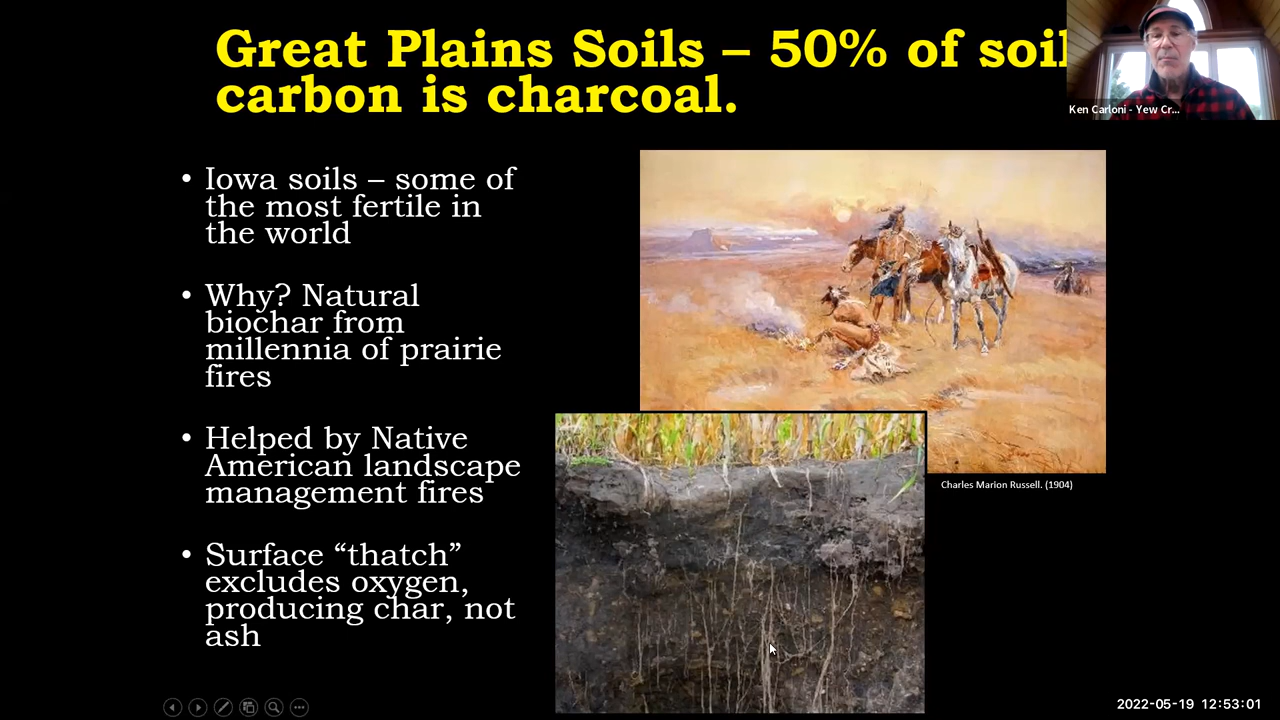 Great Plains Soils – 50% of soil
carbon is charcoal.
Ken Carloni - Yew Cr...
• Iowa soils – some of
the most fertile in
the world
• Why? Natural
biochar from
millennia of prairie
fires
• Helped by Native
American landscape
management fires
• Surface “thatch”
excludes oxygen,
producing char, not
ash
Charles Marion Russell. (1904)
2022-05-19 12:53:01